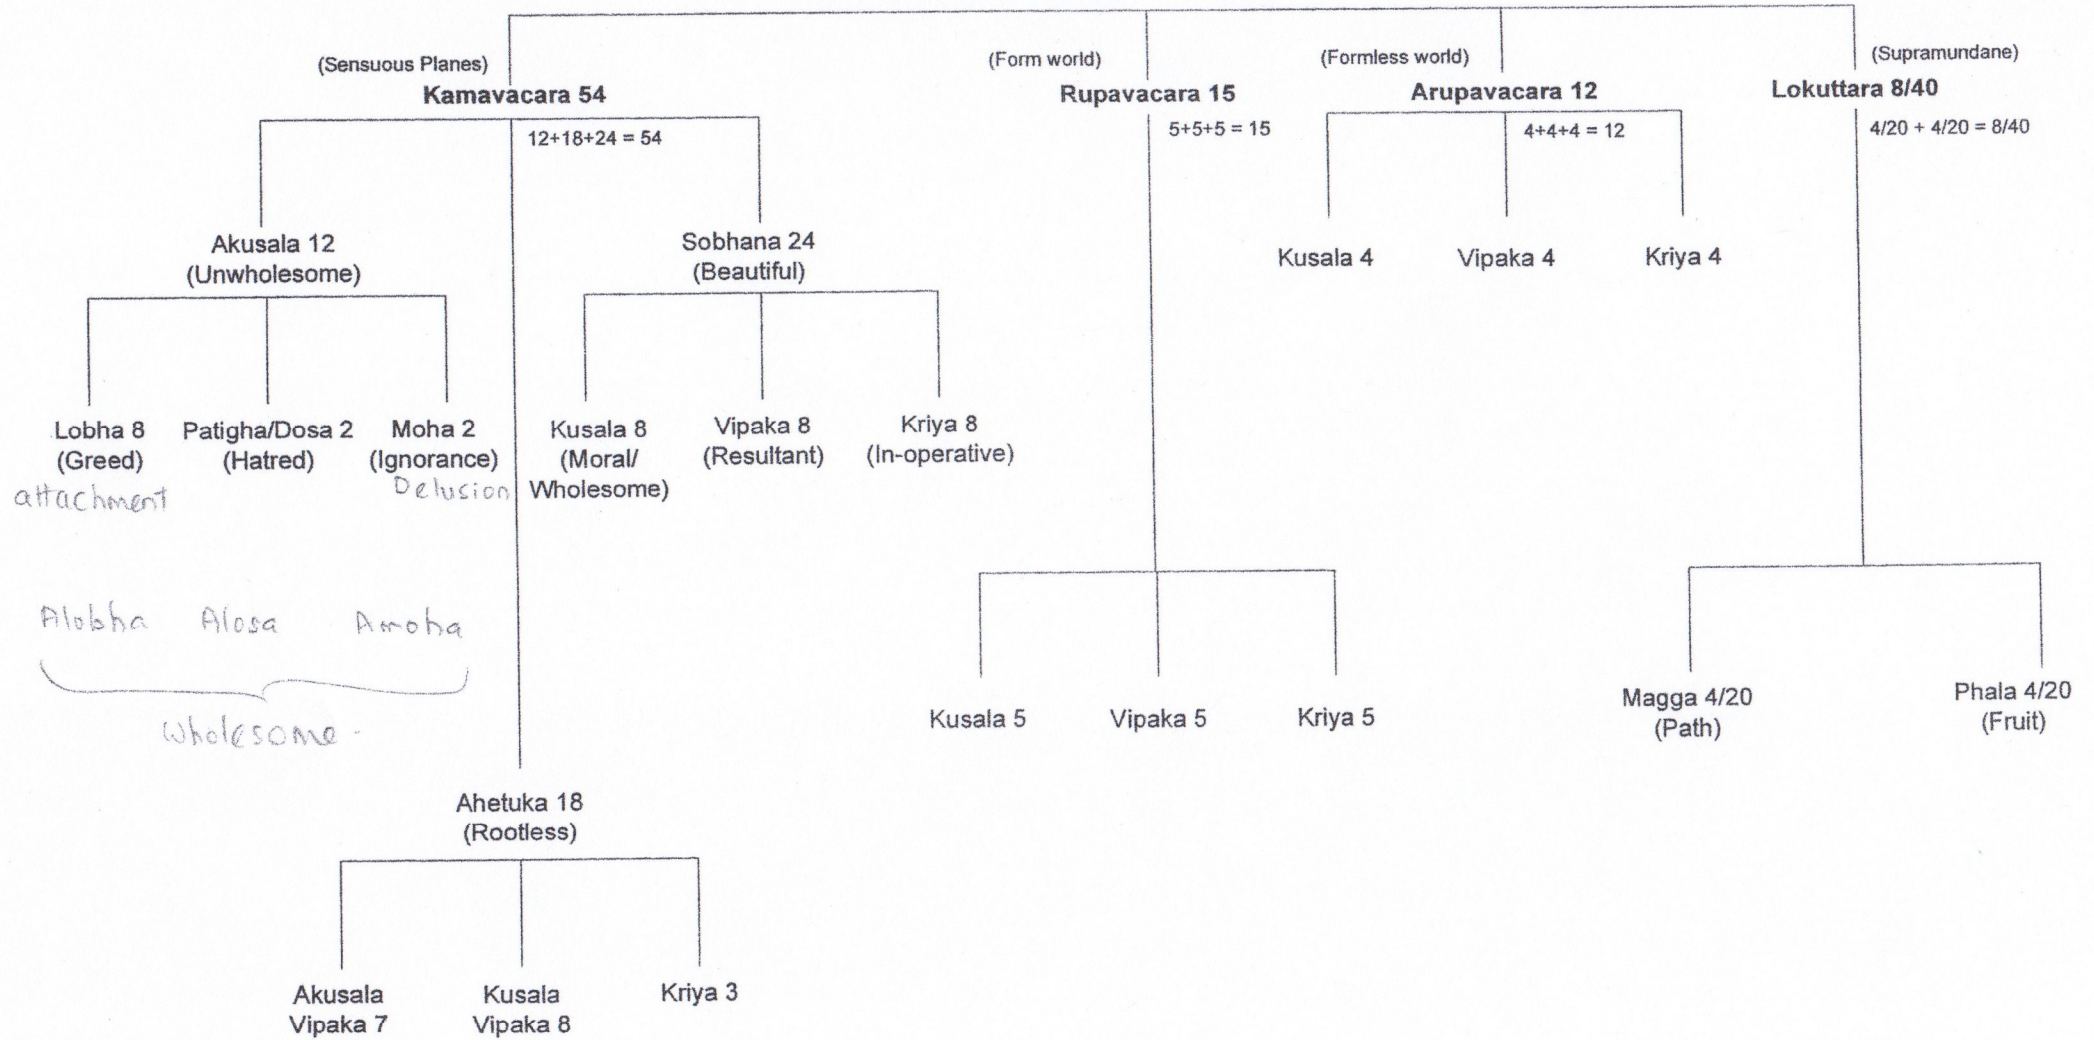 (Sensuous Planes)
Kamavacara 54
12+18+24 = 54
(Form world)
Rupavacara 15
5+5+5 = 15
(Formless world)
Arupavacara 12
4+4+4 = 12
(Supramundane)
Lokuttara 8/40
4/20 + 4/20 = 8/40
Akusala 12
(Unwholesome)
Sobhana 24
(Beautiful)
Kusala 4
Vipaka 4
Kriya 4
Lobha 8
(Greed)
attachment
Patigha/Dosa 2
(Hatred)
Moha 2
(Ignorance)
Delusion
Kusala 8
(Moral/
Wholesome)
Vipaka 8
(Resultant)
Kriya 8
(In-operative)
Alobha Alosa Amoha
Wholesome
Kusala 5
Vipaka 5
Kriya 5
Magga 4/20
(Path)
Phala 4/20
(Fruit)
Ahetuka 18
(Rootless)
Akusala
Vipaka 7
Kusala
Vipaka 8
Kriya 3